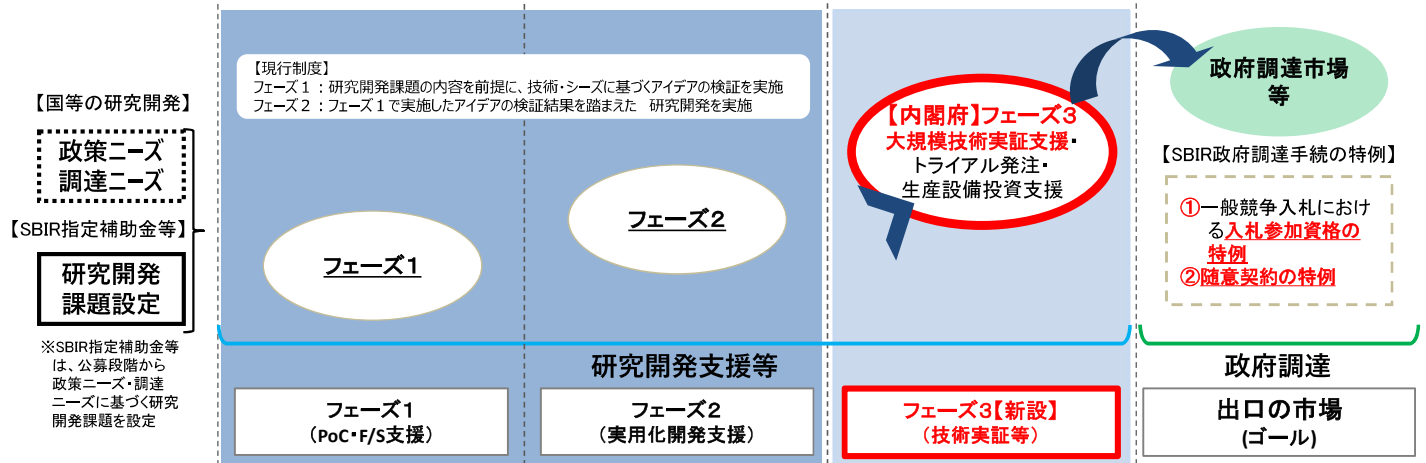 【国等の研究開発】
政策ニーズ
調達ニーズ
【SBIR指定補助金等】
研究開発
課題設定
※SBIR指定補助金等
は、公募段階から
政策ニーズ・調達
ニーズに基づく研究
開発課題を設定
【現行制度】
フェーズ１：研究開発課題の内容を前提に、技術・シーズに基づくアイデアの検証を実施
フェーズ２：フェーズ１で実施したアイデアの検証結果を踏まえた　研究開発を実施
フェーズ１
フェーズ２
【内閣府】フェーズ３
大規模技術実証支援・
トライアル発注・
生産設備投資支援
政府調達市場
等
【SBIR政府調達手続の特例】
①一般競争入札におけ
る入札参加資格の
特例
②随意契約の特例
研究開発支援等
政府調達
フェーズ１
（PoC・F/S支援）
フェーズ２
（実用化開発支援）
フェーズ３【新設】
（技術実証等）
出口の市場
(ゴール)